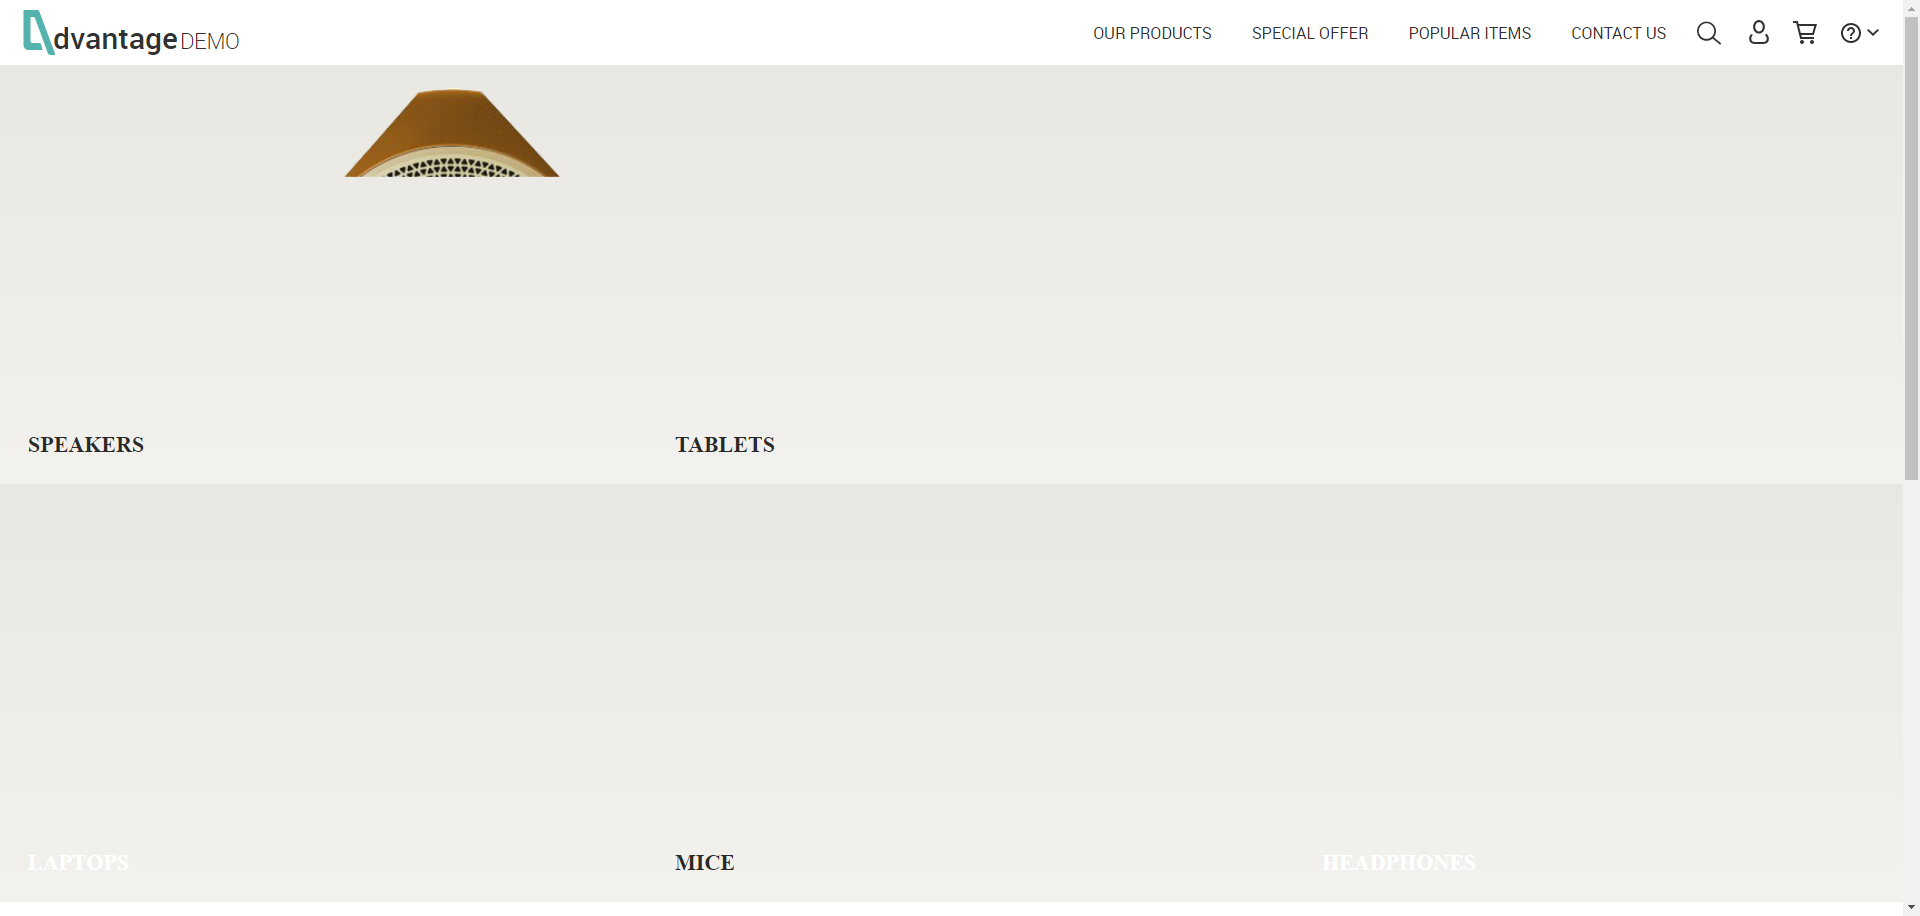 dvantage DEMO
OUR PRODUCTS SPECIAL OFFER POPULAR ITEMS CONTACT US
SPEAKERS
TABLETS
LAPTOPS
MICE
HEADPHONES